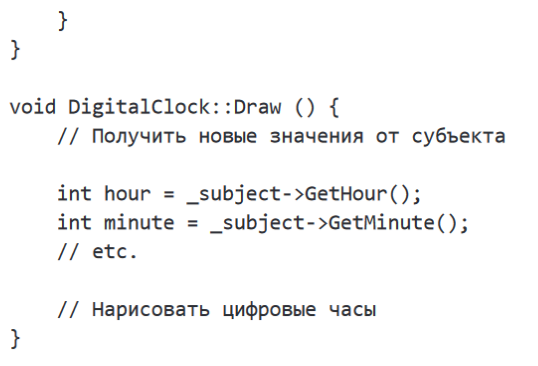 }
}

void DigitalClock::Draw () {
    // Получить новые значения от субъекта

    int hour = _subject->GetHour();
    int minute = _subject->GetMinute();
    // etc.

    // Нарисовать цифровые часы
}